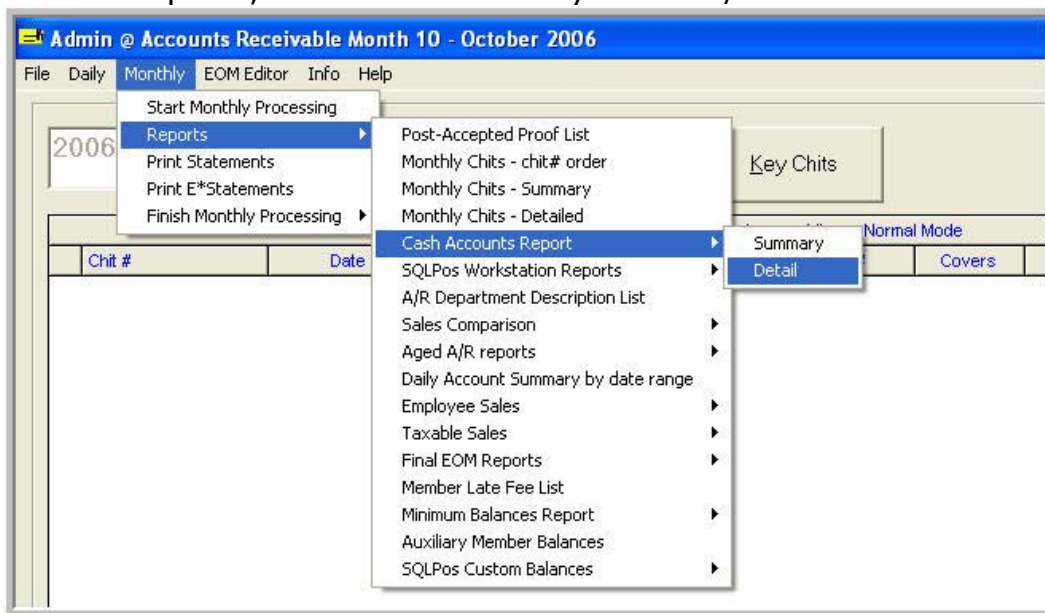 Admin @ Accounts Receivable Month 10 - October 2006
File Daily Monthly EOM Editor Info Help
Start Monthly Processing
Reports
Print Statements
Print E*Statements
Finish Monthly Processing
2006
Key Chits
Normal Mode
Chit # Date Covers
Post-Accepted Proof List
Monthly Chits - chit# order
Monthly Chits - Summary
Monthly Chits - Detailed
Cash Accounts Report
SQLPos Workstation Reports
A/R Department Description List
Sales Comparison
Aged A/R reports
Daily Account Summary by date range
Employee Sales
Taxable Sales
Final EOM Reports
Member Late Fee List
Minimum Balances Report
Auxiliary Member Balances
SQLPos Custom Balances
Summary
Detail